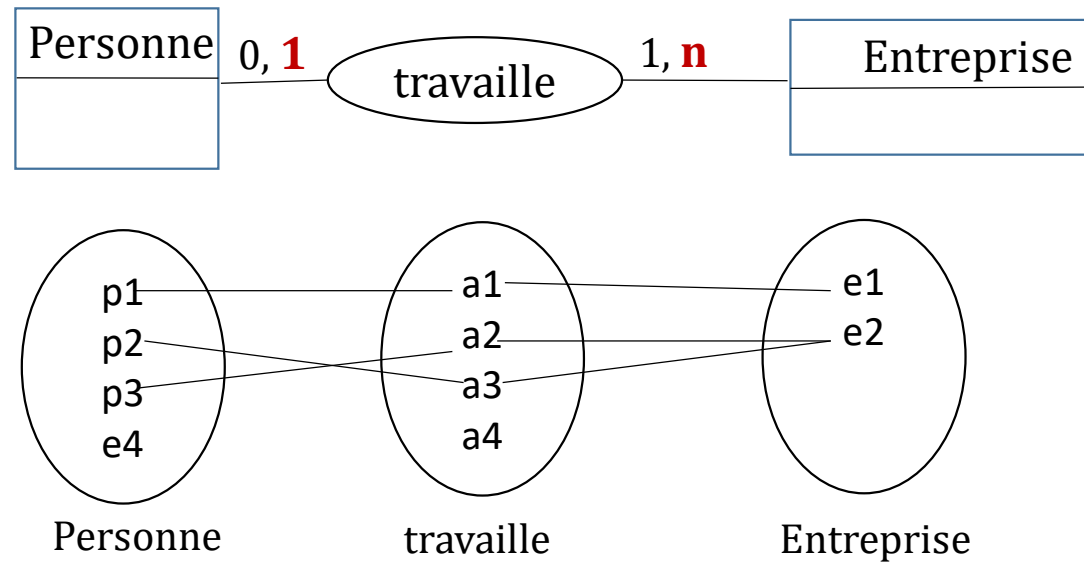 Personne 0, 1 travaille 1, n Entreprise
p1 a1 e1
p2 a2 e2
p3 a3
e4 a4
Personne travaille Entreprise